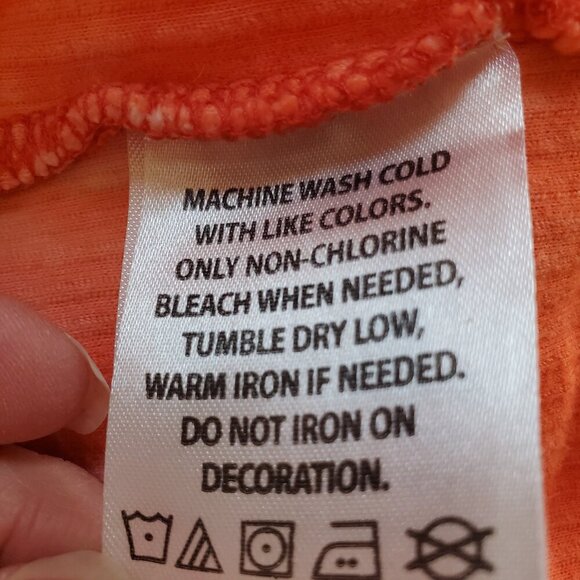 MACHINE WASH COLD
WITH LIKE COLORS.
ONLY NON-CHLORINE
BLEACH WHEN NEEDED,
TUMBLE DRY LOW,
WARM IRON IF NEEDED.
DO NOT IRON ON
DECORATION.